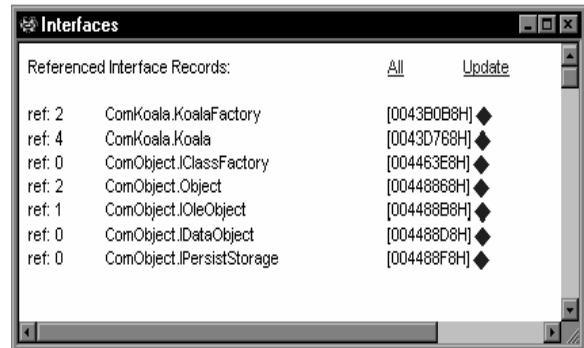 Interfaces
Referenced Interface Records: All Update
ref: 2 ComKoala.KoalaFactory [0043B0B8H]
ref: 4 ComKoala.Koala [0043D768H]
ref: 0 ComObject.IClassFactory [004463E8H]
ref: 2 ComObject.Object [00448868H]
ref: 1 ComObject.IOleObject [004488B8H]
ref: 0 ComObject.IDataObject [004488D8H]
ref: 0 ComObject.IPersistStorage [004488F8H]